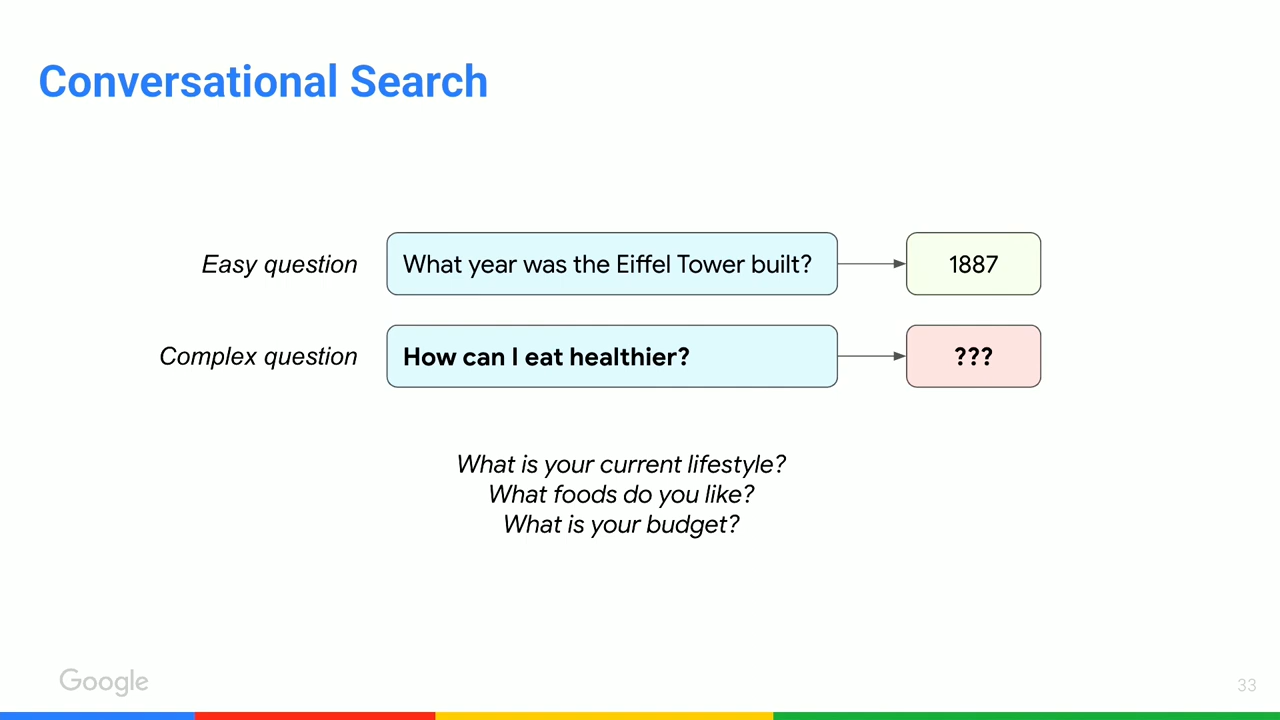 Conversational Search
Easy question
What year was the Eiffel Tower built?
1887
Complex question
How can I eat healthier?
???
What is your current lifestyle?
What foods do you like?
What is your budget?
Google
33